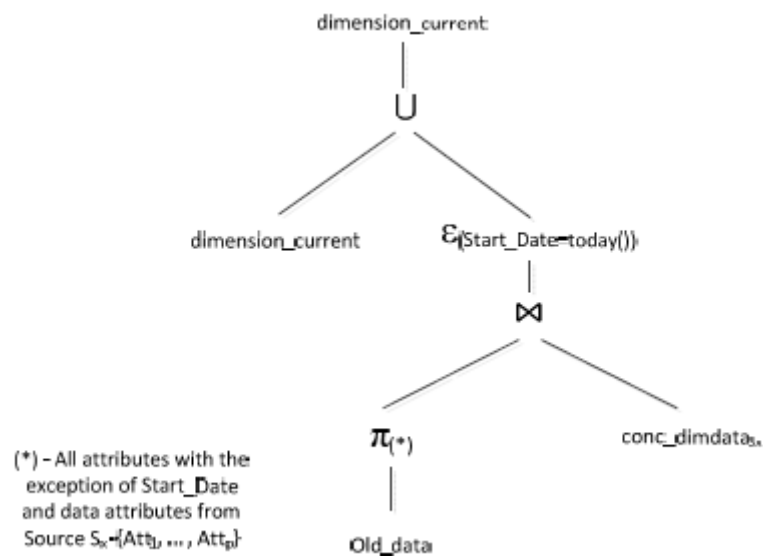 dimension_current
∪
dimension_current
ε(Start_Date=today())
⋈
π(*)
conc_dimdataSx
(*) – All attributes with the
exception of Start_Date
and data attributes from
Source Sx={Att1, ... , Attp}
Old_data